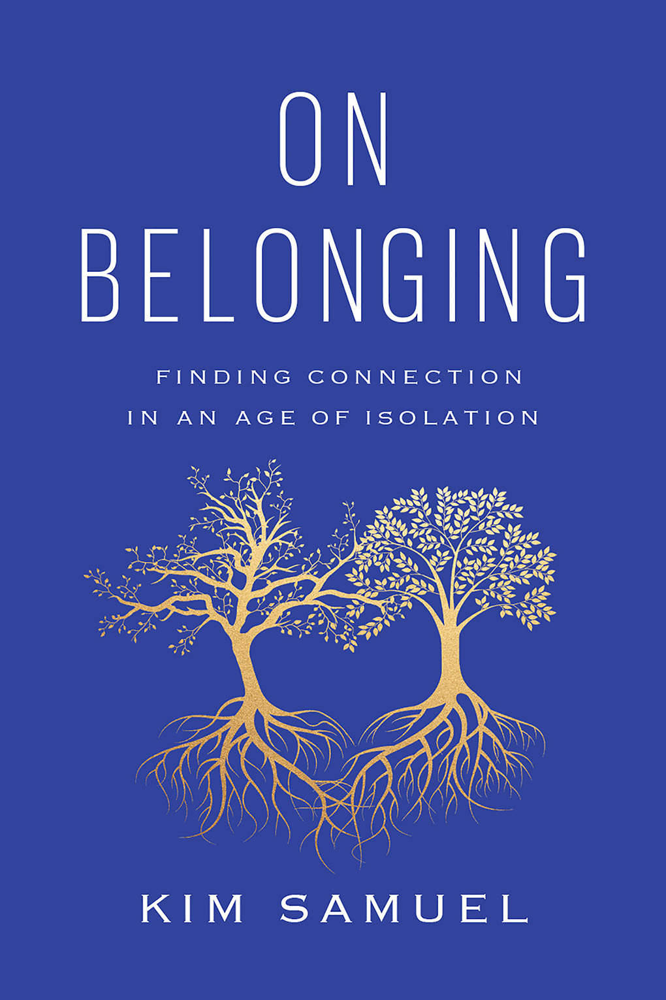 ON
BELONGING
FINDING CONNECTION
IN AN AGE OF ISOLATION
KIM SAMUEL